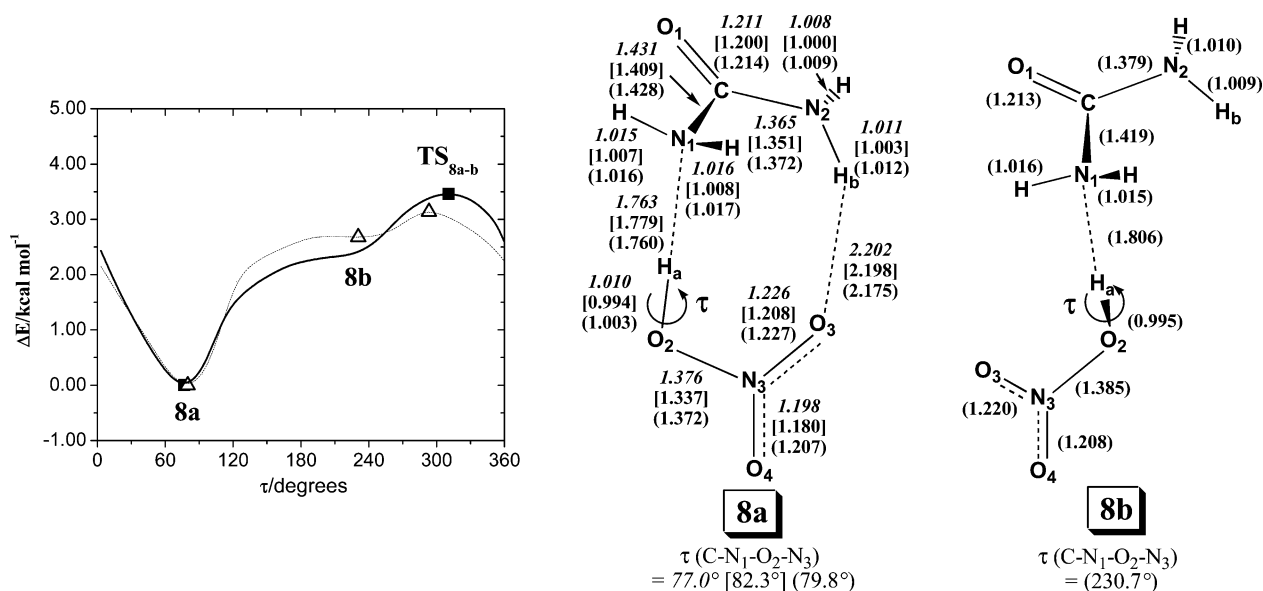 5.00
4.00
3.00
2.00
1.00
0.00
-1.00
ΔE/kcal mol⁻¹
0
60
120
180
240
300
360
τ/degrees
TS8a-b
8b
8a
O₁
1.211
[1.200]
(1.214)
1.008
[1.000]
(1.009)
1.431
[1.409]
(1.428)
H
C
H
N₂
N₁
H
1.015
[1.007]
(1.016)
1.016
[1.008]
(1.017)
1.365
[1.351]
(1.372)
1.011
[1.003]
(1.012)
Hb
1.763
[1.779]
(1.760)
2.202
[2.198]
(2.175)
Ha
1.010
[0.994]
(1.003)
τ
1.226
[1.208]
(1.227)
O₃
O₂
1.376
[1.337]
(1.372)
N₃
1.198
[1.180]
(1.207)
O₄
8a
τ (C-N₁-O₂-N₃)
= 77.0° [82.3°] (79.8°)
H
(1.010)
O₁
(1.379)
N₂
(1.009)
(1.213)
C
Hb
(1.419)
(1.016)
H
N₁
H
(1.015)
(1.806)
Ha
τ
(0.995)
O₂
O₃
(1.385)
(1.220)
N₃
(1.208)
O₄
8b
τ (C-N₁-O₂-N₃)
= (230.7°)